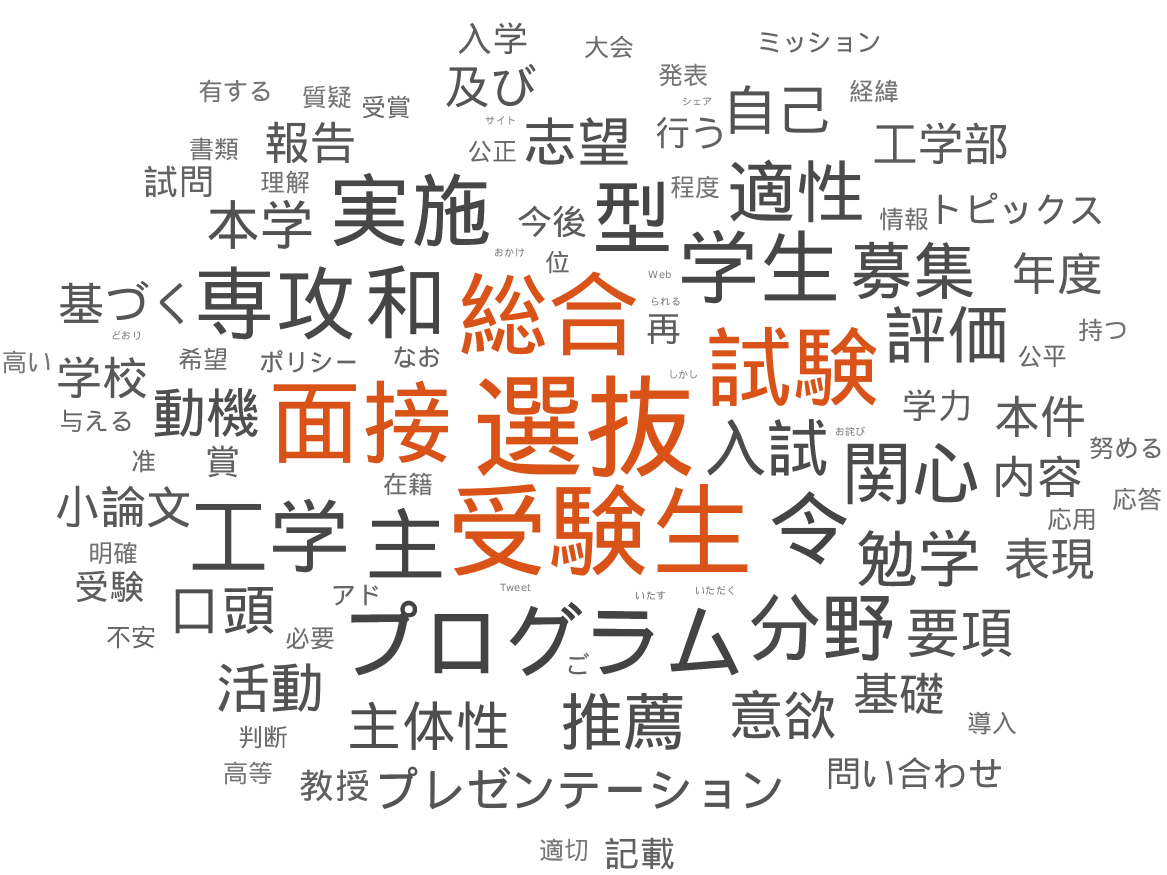 入学
大会
ミッション
有する
質疑
受賞
及び
発表
シェア
自己
経緯
書類
報告
サイト
公正
志望
行う
工学部
試問
理解
本学
実施
今後
型
程度
適性
情報
トピックス
おかけ
位
Web
学生
募集
年度
基づく
専攻
和
総合
られる
再
評価
持つ
どおり
高い
学校
希望
ポリシー
なお
しかし
試験
公平
与える
動機
面接
選抜
入試
お詫び
学力
本件
准
賞
在籍
関心
内容
努める
応答
小論文
工学
主
受験生
令
勉学
応用
表現
明確
受験
口頭
アド
Tweet
いたす
いただく
不安
必要
プログラム
ご
分野
要項
活動
主体性
推薦
意欲
基礎
判断
導入
高等
教授
プレゼンテーション
問い合わせ
適切
記載